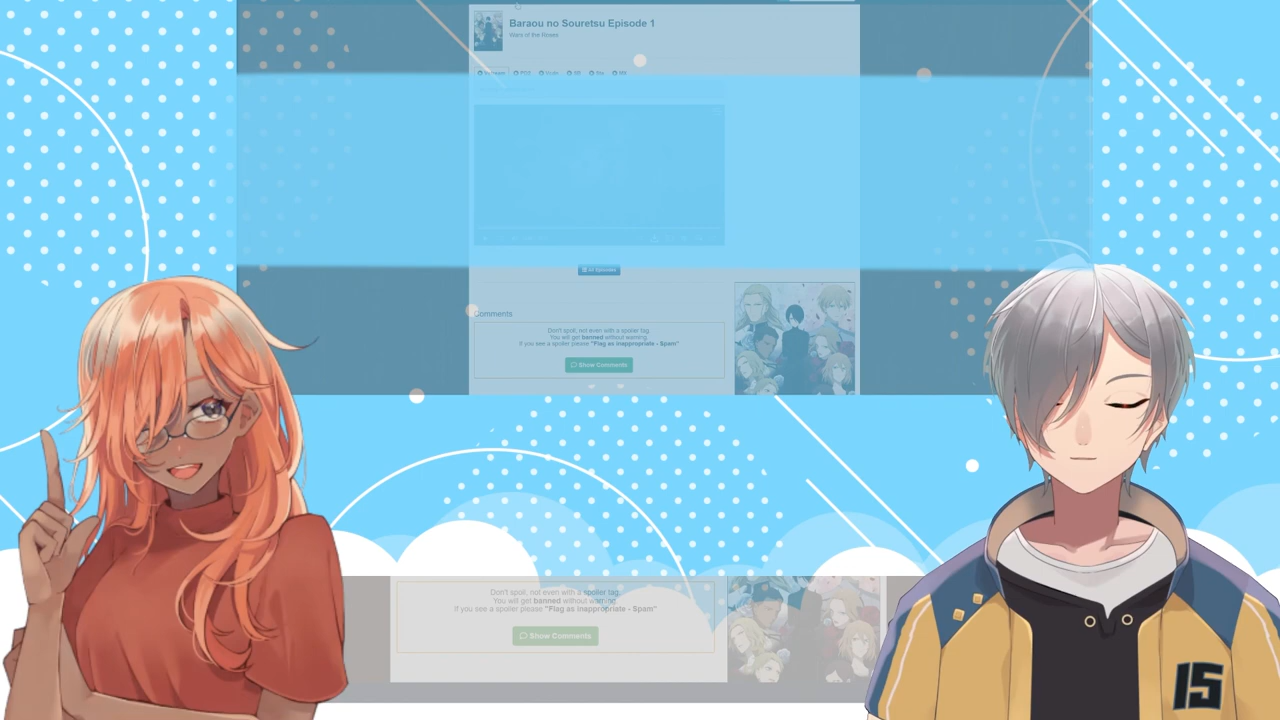 Baraou no Souretsu Episode 1
Wars of the Roses
All Episodes
Comments
Don't spoil, not even with a spoiler tag.
You will get banned without warning.
If you see a spoiler please "Flag as inappropriate - Spam"
Show Comments
Don't spoil, not even with a spoiler tag.
You will get banned without warning.
If you see a spoiler please "Flag as inappropriate - Spam"
Show Comments
15